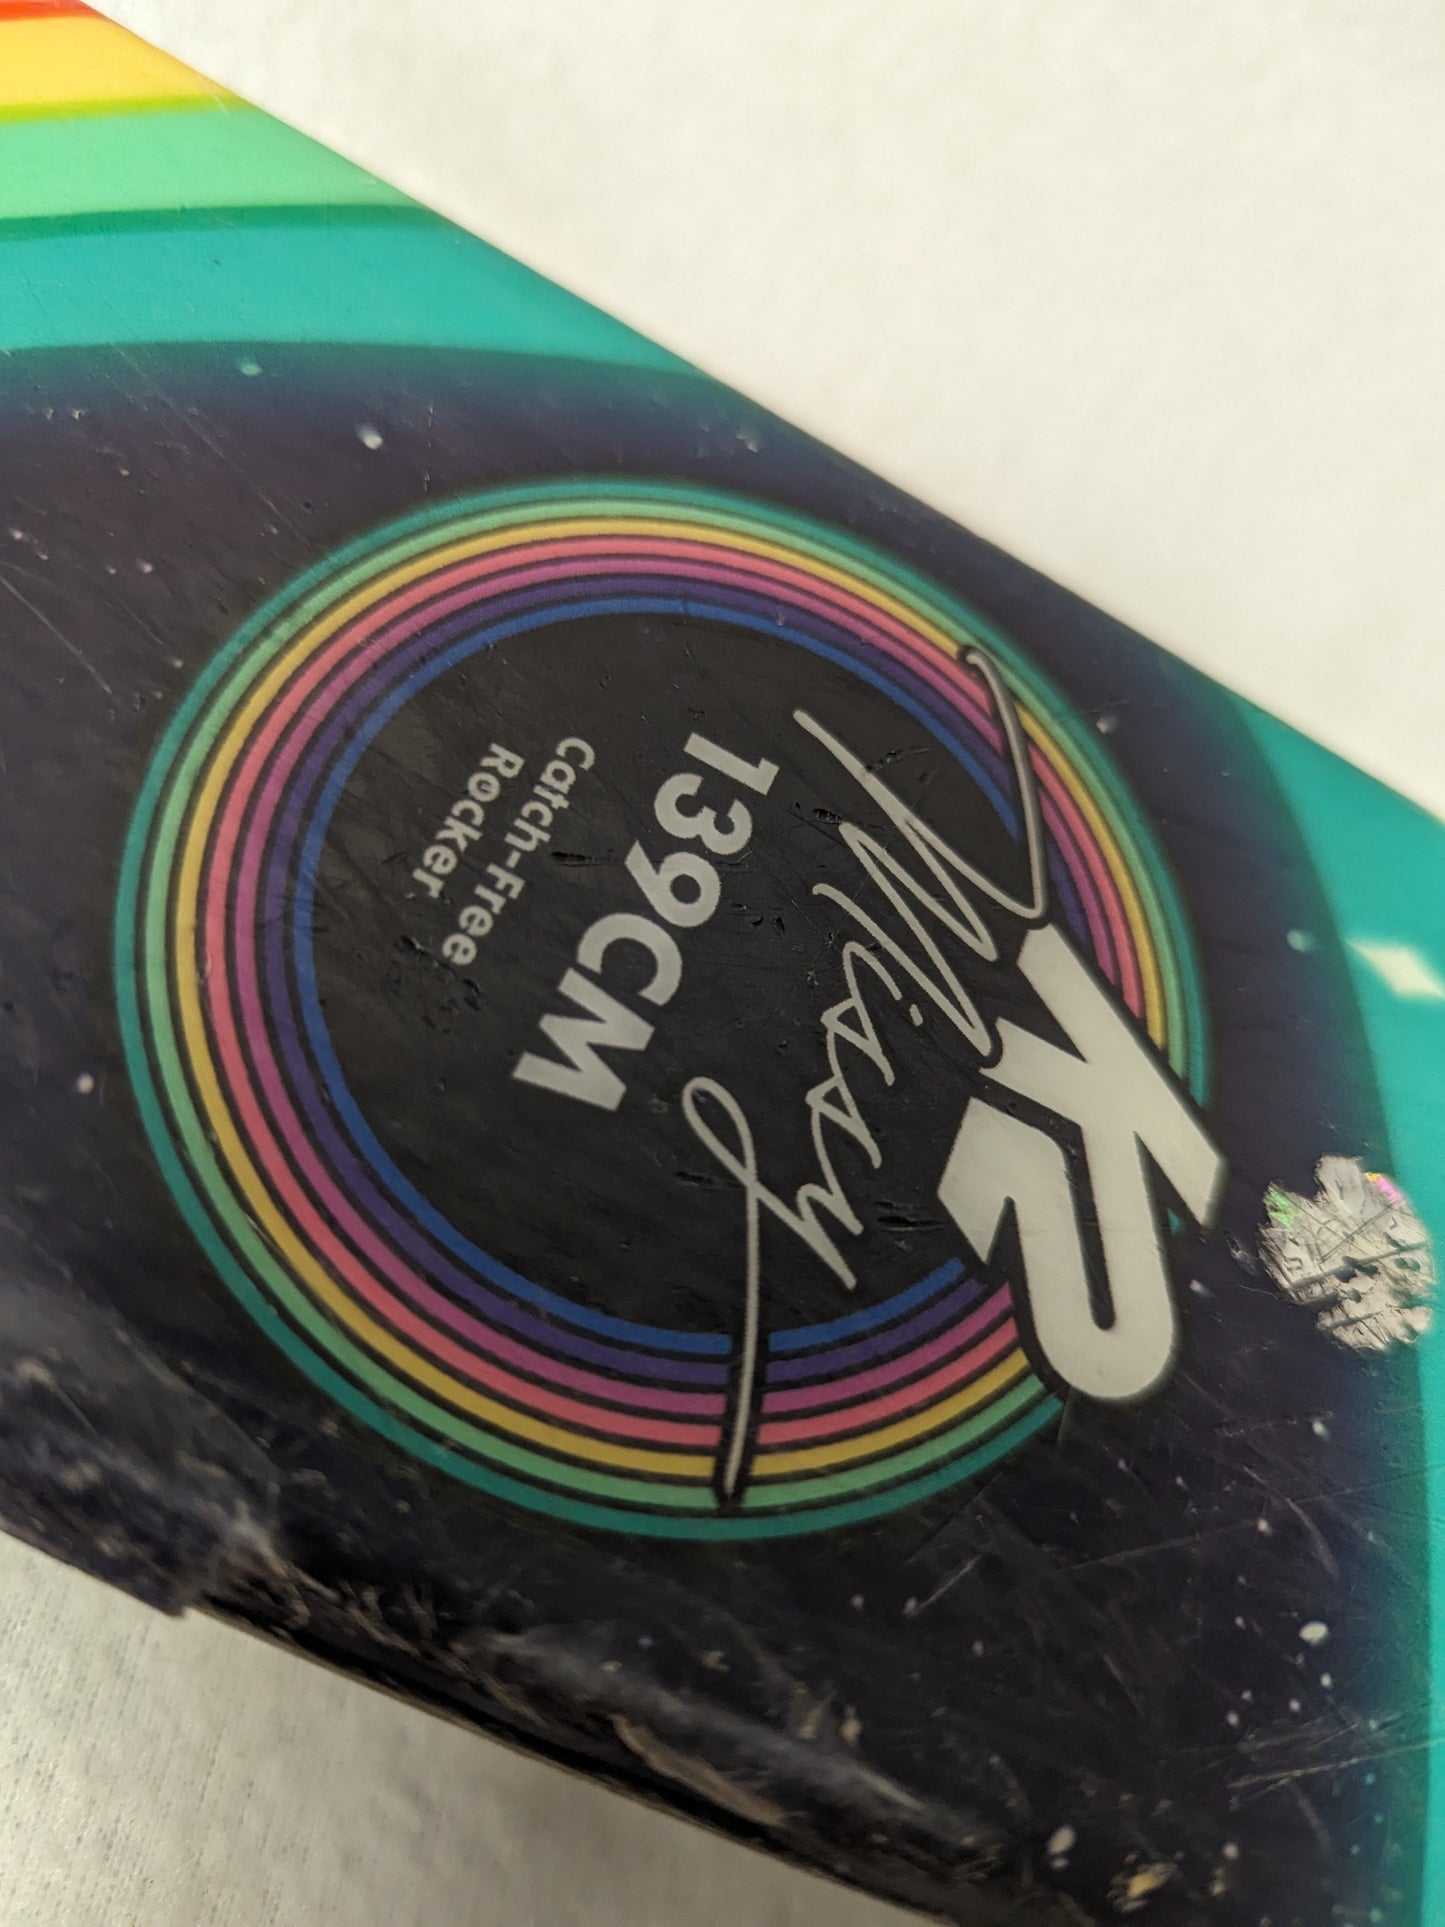 K2
Missy
139CM
Catch-Free
Rocker